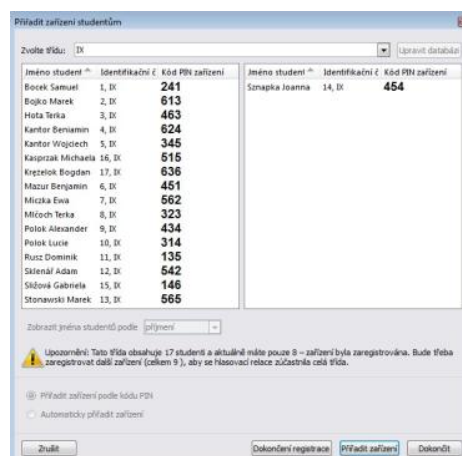 Přiřadit zařízení studentům
Zvolte třídu: IX Upravit databázi
Jméno student Identifikační č Kód PIN zařízení
Bocek Samuel 1, IX 241
Bojko Marek 2, IX 613
Hota Terka 3, IX 463
Kantor Beniamin 4, IX 624
Kantor Wojciech 5, IX 345
Kasprzak Michaela 16, IX 515
Kręzelok Bogdan 17, IX 636
Mazur Benjamin 6, IX 451
Miczka Ewa 7, IX 562
Mlčoch Terka 8, IX 323
Polok Alexander 9, IX 434
Polok Lucie 10, IX 314
Rusz Dominik 11, IX 135
Sklenář Adam 12, IX 542
Slížová Gabriela 15, IX 146
Stonawski Marek 13, IX 565
Jméno student Identifikační č Kód PIN zařízení
Sznapka Joanna 14, IX 454
Zobrazit jména studentů podle příjmení
Upozornění: Tato třída obsahuje 17 studenti a aktuálně máte pouze 8 – zařízení byla zaregistrována. Bude třeba
zaregistrovat další zařízení (celkem 9 ), aby se hlasovací relace zúčastnila celá třída.
Přiřadit zařízení podle kódu PIN
Automaticky přiřadit zařízení
Zrušit Dokončení registrace Přiřadit zařízení Dokončit